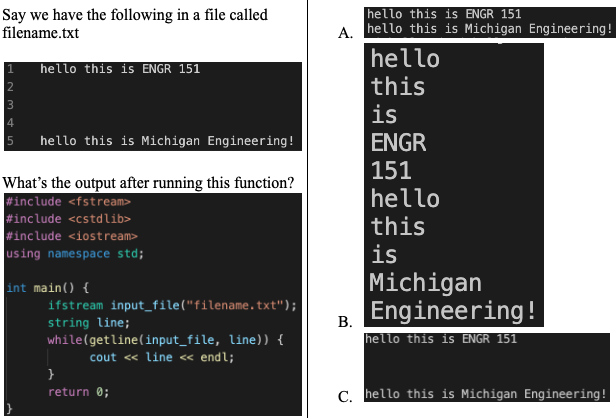 Say we have the following in a file called
filename.txt
1 hello this is ENGR 151
2
3
4
5 hello this is Michigan Engineering!
What's the output after running this function?
#include <fstream>
#include <cstdlib>
#include <iostream>
using namespace std;
int main() {
ifstream input_file("filename.txt");
string line;
while(getline(input_file, line)) {
cout << line << endl;
}
return 0;
}
A.
hello this is ENGR 151
hello this is Michigan Engineering!
B.
hello
this
is
ENGR
151
hello
this
is
Michigan
Engineering!
C.
hello this is ENGR 151
hello this is Michigan Engineering!